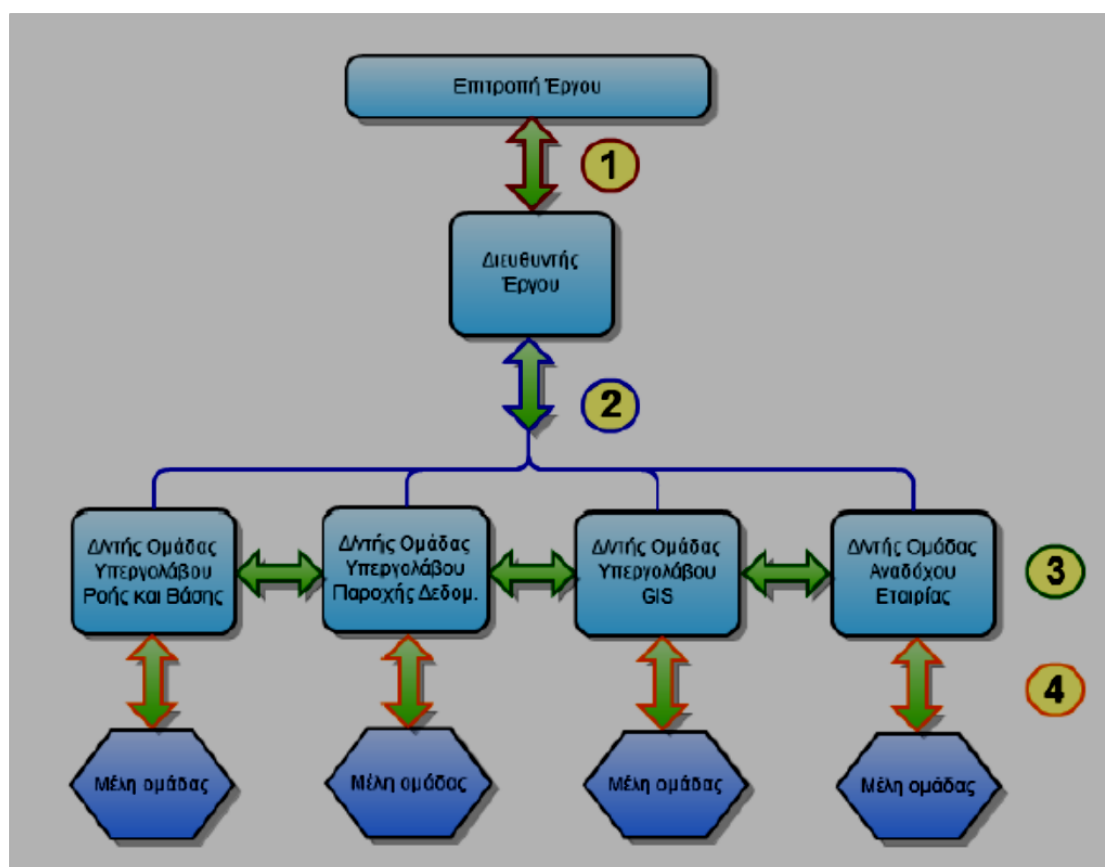 Επιτροπή Έργου
1
Διευθυντής
Έργου
2
Δ/ντής Ομάδας
Υπεργολάβου
Ροής και Βάσης
Δ/ντής Ομάδας
Υπεργολάβου
Παροχής Δεδομ.
Δ/ντής Ομάδας
Υπεργολάβου
GIS
Δ/ντής Ομάδας
Αναδόχου
Εταιρίας
3
4
Μέλη ομάδας
Μέλη ομάδας
Μέλη ομάδας
Μέλη ομάδας